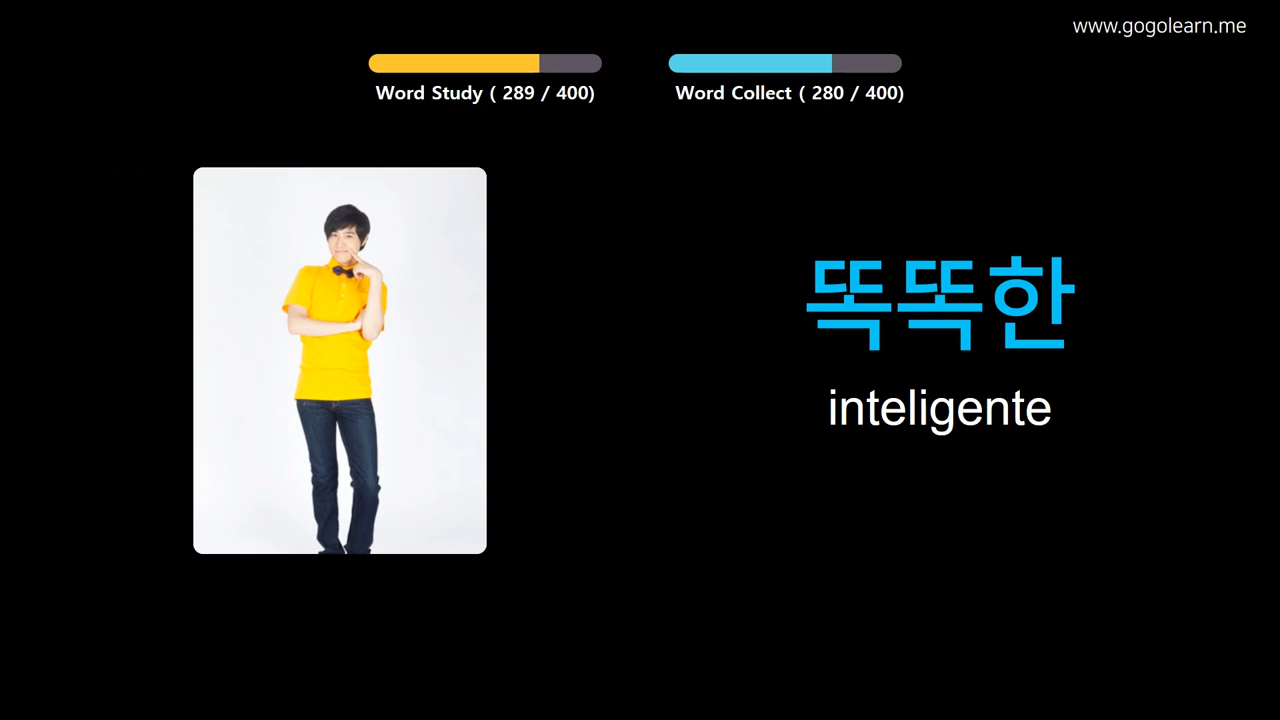 www.gogolearn.me
Word Study ( 289 / 400)
Word Collect ( 280 / 400)
똑똑한
inteligente